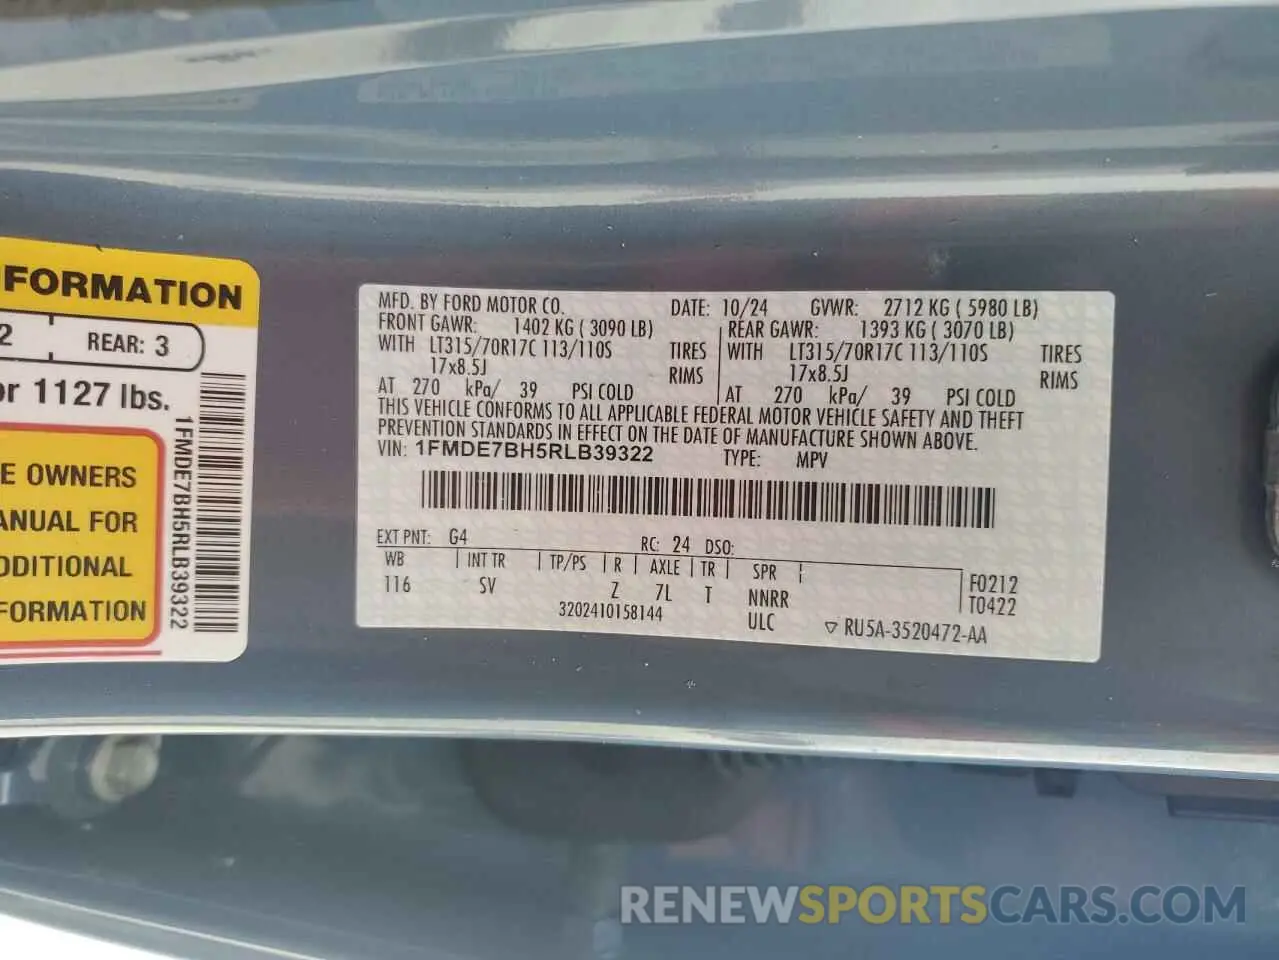 FORMATION
2 REAR: 3
or 1127 lbs.
E OWNERS
ANUAL FOR
DDITIONAL
FORMATION
1FMDE7BH5RLB39322
MFD. BY FORD MOTOR CO. DATE: 10/24 GVWR: 2712 KG ( 5980 LB)
FRONT GAWR: 1402 KG ( 3090 LB) REAR GAWR: 1393 KG ( 3070 LB)
WITH LT315/70R17C 113/110S TIRES WITH LT315/70R17C 113/110S TIRES
17x8.5J RIMS 17x8.5J RIMS
AT 270 kPa/ 39 PSI COLD AT 270 kPa/ 39 PSI COLD
THIS VEHICLE CONFORMS TO ALL APPLICABLE FEDERAL MOTOR VEHICLE SAFETY AND THEFT
PREVENTION STANDARDS IN EFFECT ON THE DATE OF MANUFACTURE SHOWN ABOVE.
VIN: 1FMDE7BH5RLB39322 TYPE: MPV
EXT PNT: G4 RC: 24 DSO:
WB INT TR TP/PS R AXLE TR SPR F0212
116 SV Z 7L T NNRR T0422
3202410158144 ULC ▽ RU5A-3520472-AA
RENEWSPORTSCARS.COM